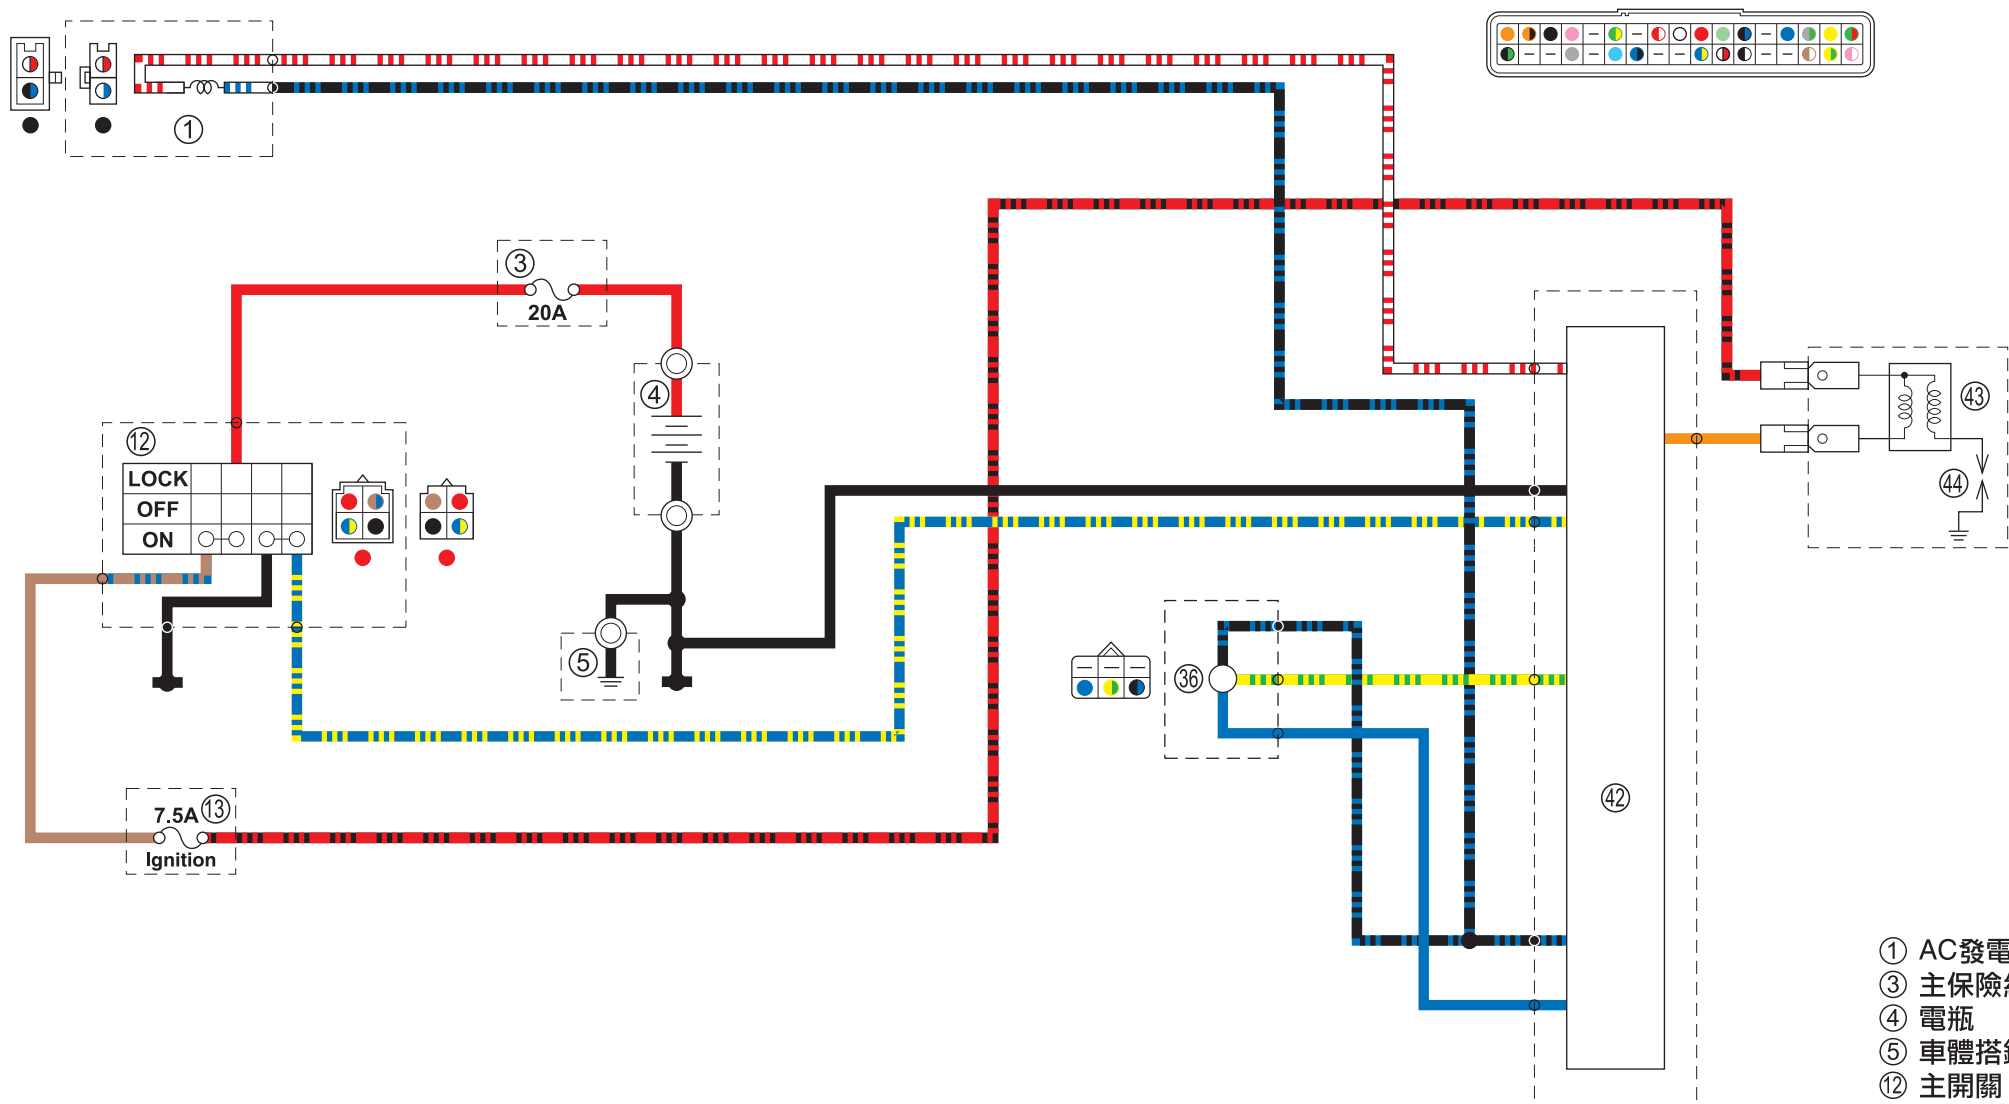 ①
③
20A
④
⑫
LOCK
OFF
ON
⑤
7.5A ⑬
Ignition
㊱
㊷
㊸
㊹
① AC發電
③ 主保險
④ 電瓶
⑤ 車體搭
⑫ 主開關